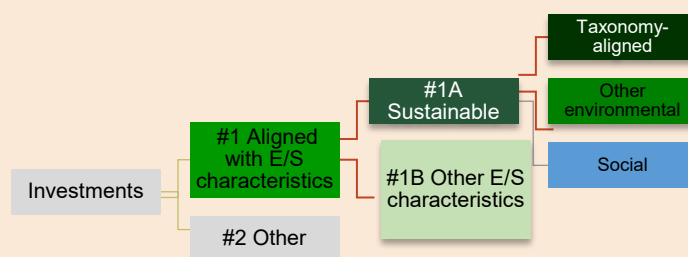 Investments
#1 Aligned
with E/S
characteristics
#2 Other
#1A
Sustainable
#1B Other E/S
characteristics
Taxonomy-
aligned
Other
environmental
Social